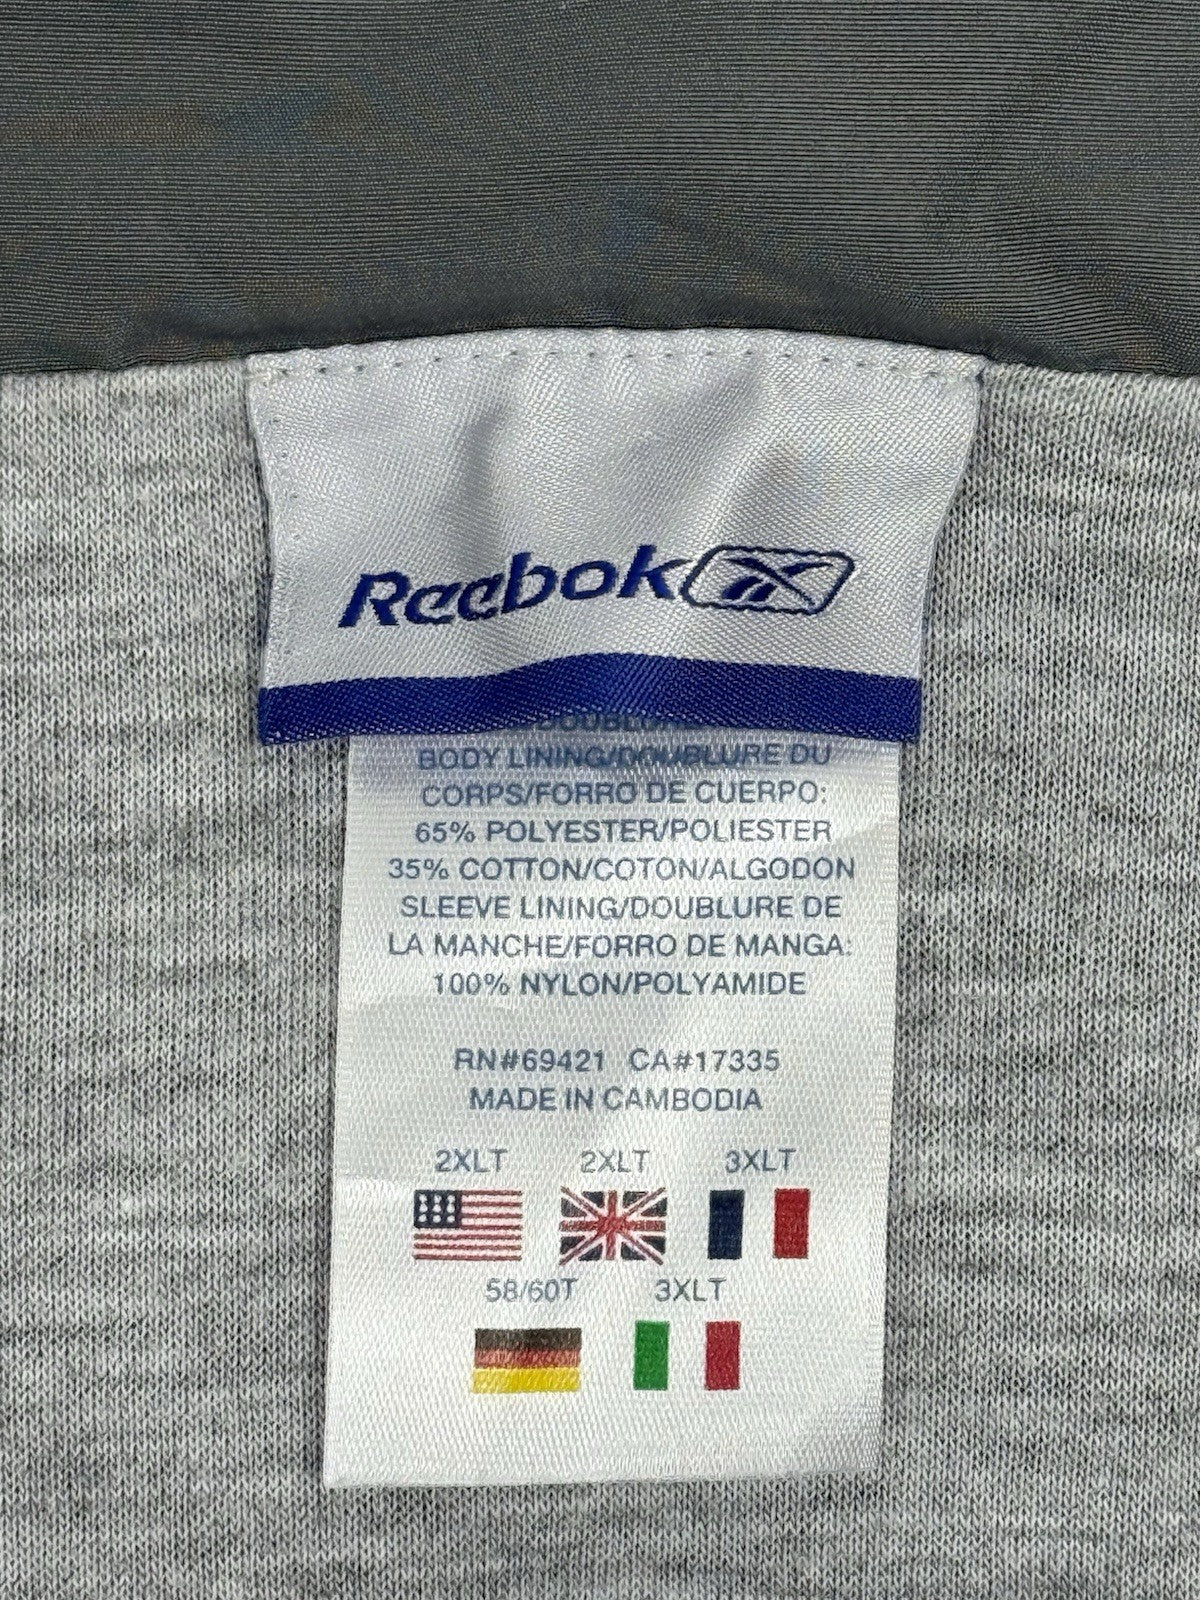 Reebok
BODY LINING/DOUBLURE DU
CORPS/FORRO DE CUERPO:
65% POLYESTER/POLIESTER
35% COTTON/COTON/ALGODON
SLEEVE LINING/DOUBLURE DE
LA MANCHE/FORRO DE MANGA:
100% NYLON/POLYAMIDE
RN#69421 CA#17335
MADE IN CAMBODIA
2XLT 2XLT 3XLT
58/60T 3XLT